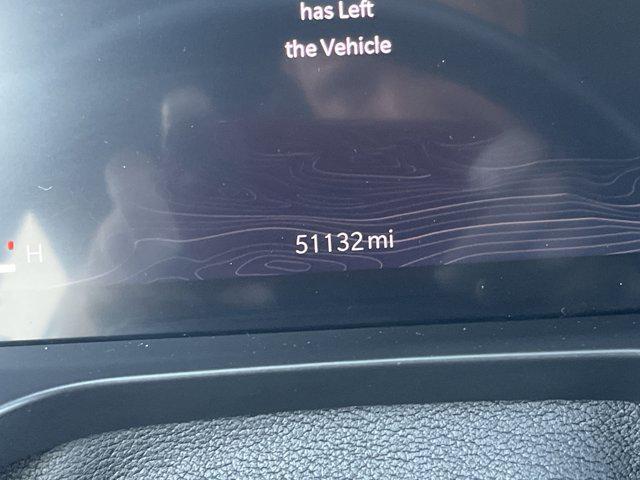 has Left
the Vehicle
51132 mi
H